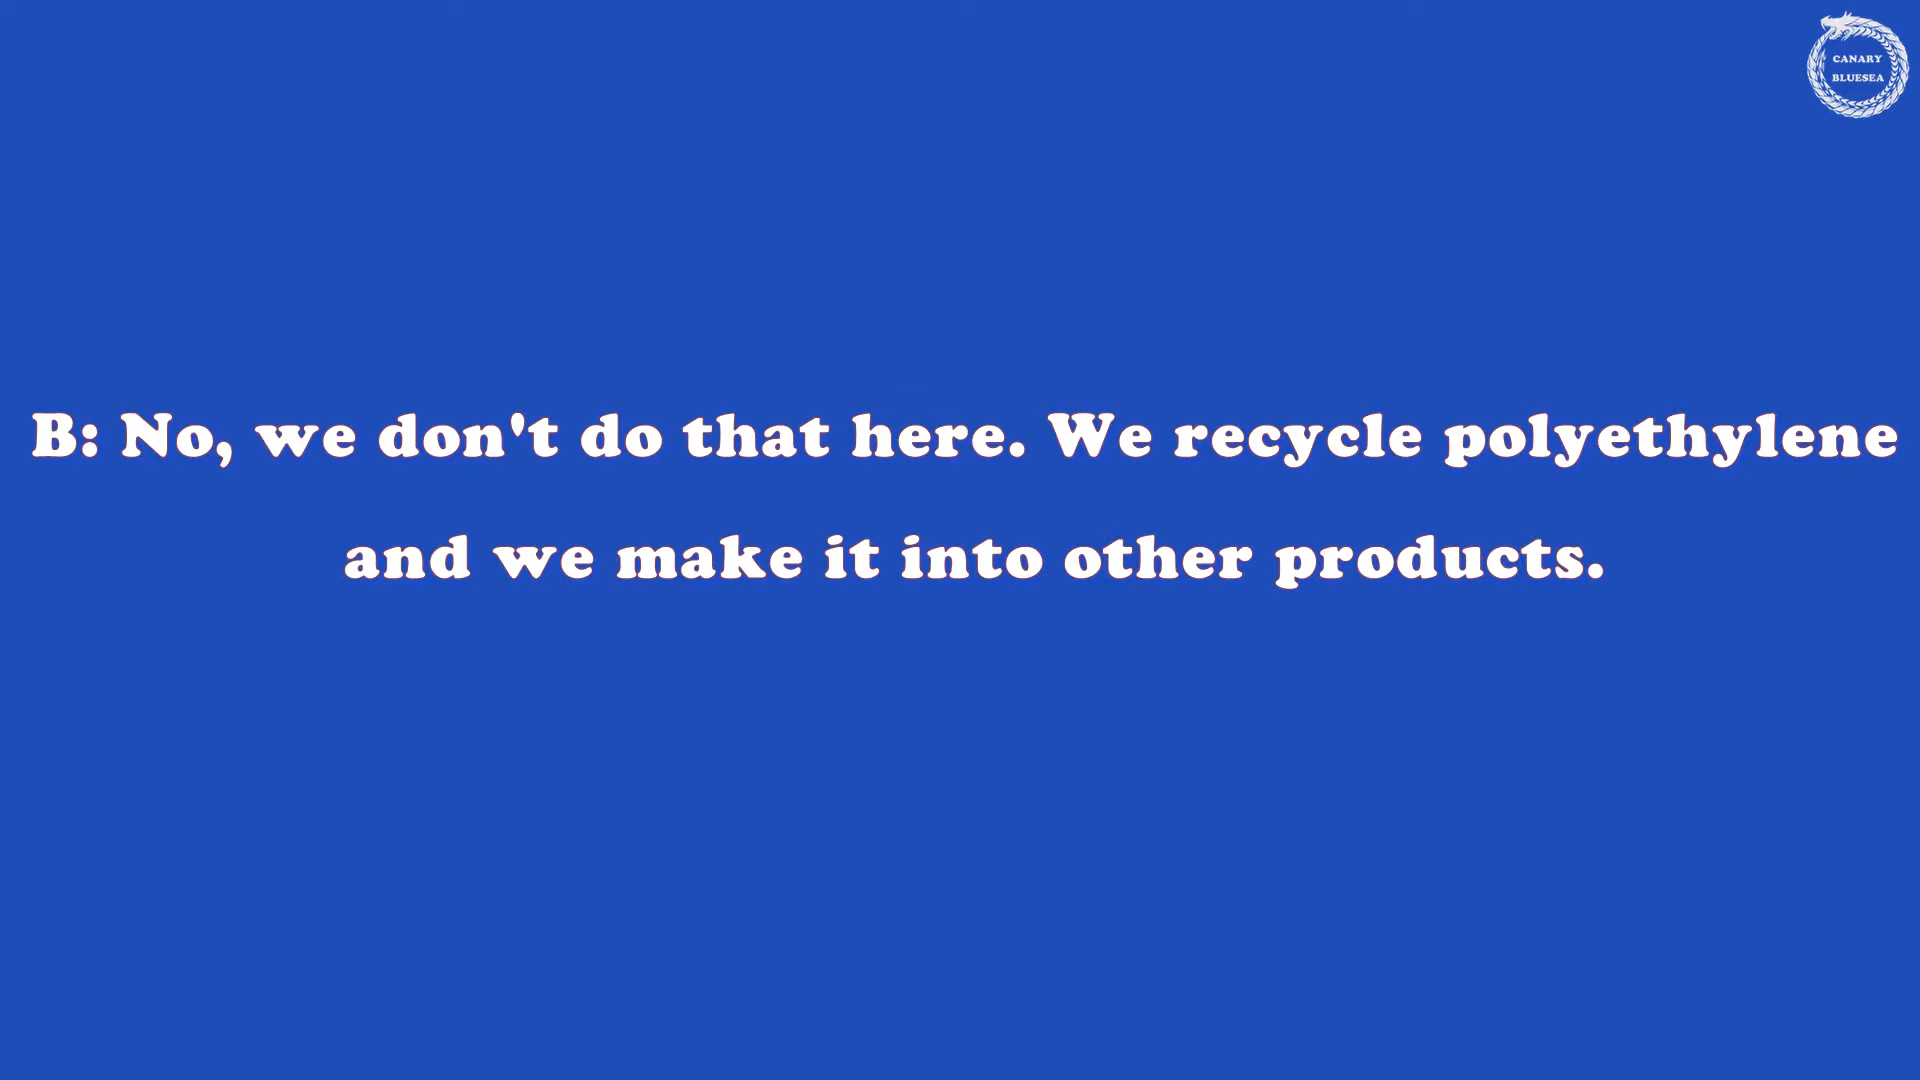 CANARY
BLUESEA
B: No, we don't do that here. We recycle polyethylene
and we make it into other products.